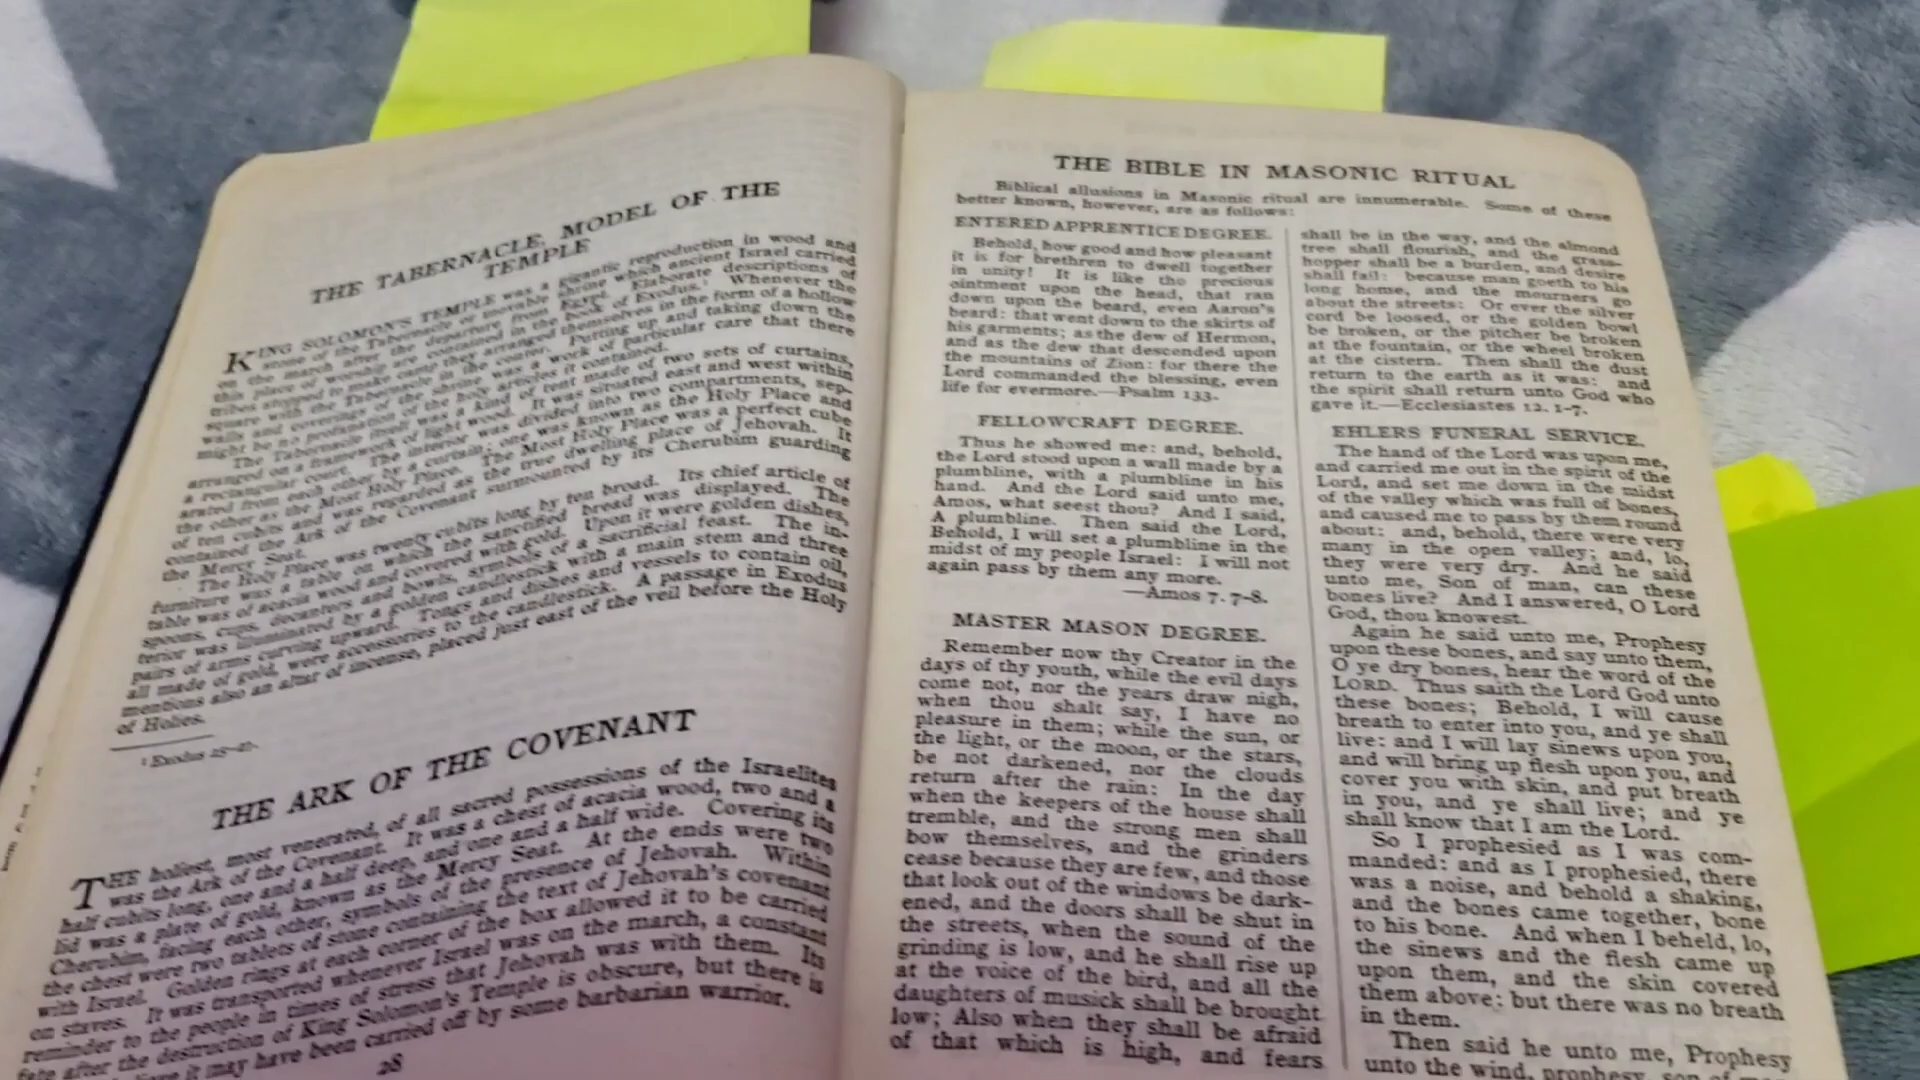 THE TABERNACLE, MODEL OF THE
TEMPLE
KING SOLOMON'S TEMPLE was a gigantic reproduction in wood and
stone of the Tabernacle or movable shrine which ancient Israel carried
on the march after its departure from Egypt. Elaborate descriptions of
this place of worship are contained in the book of Exodus.¹ Whenever the
tribes stopped to make camp they arranged themselves in the form of a hollow
square with the Tabernacle in the center. Putting up and taking down the
walls and coverings of the shrine was a work of particular care that there
might be no profanation of the holy articles it contained.
The Tabernacle itself was a kind of tent made of two sets of curtains,
arranged on a framework of light wood. It was situated east and west within
a rectangular court. The interior was divided into two compartments, sep-
arated from each other by a curtain; one was known as the Holy Place and
the other as the Most Holy Place. The Most Holy Place was a perfect cube
of ten cubits and was regarded as the true dwelling place of Jehovah. It
contained the Ark of the Covenant surmounted by its Cherubim guarding
the Mercy Seat.
The Holy Place was twenty cubits long by ten broad. Its chief article of
furniture was a table on which the sanctified bread was displayed. The
table was of acacia wood and covered with gold. Upon it were golden dishes,
spoons, cups, decanters and bowls, symbols of a sacrificial feast. The in-
terior was illuminated by a golden candlestick with a main stem and three
pairs of arms curving upward. Tongs and dishes and vessels to contain oil,
all made of gold, were accessories to the candlestick. A passage in Exodus
mentions also an altar of incense, placed just east of the veil before the Holy
of Holies.
¹ Exodus 25-27.
THE ARK OF THE COVENANT
THE holiest, most venerated, of all sacred possessions of the Israelites
was the Ark of the Covenant. It was a chest of acacia wood, two and a
half cubits long, one and a half deep, and one and a half wide. Covering its
lid was a plate of gold, known as the Mercy Seat. At the ends were two
Cherubim, facing each other, symbols of the presence of Jehovah. Within
the chest were two tablets of stone containing the text of Jehovah's covenant
with Israel. Golden rings at each corner of the box allowed it to be carried
on staves. It was transported whenever Israel was on the march, a constant
reminder to the people in times of stress that Jehovah was with them. Its
fate after the destruction of King Solomon's Temple is obscure, but there is
it may have been carried off by some barbarian warrior.
28
THE BIBLE IN MASONIC RITUAL
Biblical allusions in Masonic ritual are innumerable. Some of these
better known, however, are as follows:
ENTERED APPRENTICE DEGREE.
Behold, how good and how pleasant
it is for brethren to dwell together
in unity! It is like the precious
ointment upon the head, that ran
down upon the beard, even Aaron's
beard: that went down to the skirts of
his garments; as the dew of Hermon,
and as the dew that descended upon
the mountains of Zion: for there the
Lord commanded the blessing, even
life for evermore.—Psalm 133.
FELLOWCRAFT DEGREE.
Thus he showed me: and, behold,
the Lord stood upon a wall made by a
plumbline, with a plumbline in his
hand. And the Lord said unto me,
Amos, what seest thou? And I said,
A plumbline. Then said the Lord,
Behold, I will set a plumbline in the
midst of my people Israel: I will not
again pass by them any more.
—Amos 7. 7-8.
MASTER MASON DEGREE.
Remember now thy Creator in the
days of thy youth, while the evil days
come not, nor the years draw nigh,
when thou shalt say, I have no
pleasure in them; while the sun, or
the light, or the moon, or the stars,
be not darkened, nor the clouds
return after the rain: In the day
when the keepers of the house shall
tremble, and the strong men shall
bow themselves, and the grinders
cease because they are few, and those
that look out of the windows be dark-
ened, and the doors shall be shut in
the streets, when the sound of the
grinding is low, and he shall rise up
at the voice of the bird, and all the
daughters of musick shall be brought
low; Also when they shall be afraid
of that which is high, and fears
shall be in the way, and the almond
tree shall flourish, and the grass-
hopper shall be a burden, and desire
shall fail: because man goeth to his
long home, and the mourners go
about the streets: Or ever the silver
cord be loosed, or the golden bowl
be broken, or the pitcher be broken
at the fountain, or the wheel broken
at the cistern. Then shall the dust
return to the earth as it was: and
the spirit shall return unto God who
gave it.—Ecclesiastes 12. 1-7.
EHLERS FUNERAL SERVICE.
The hand of the Lord was upon me,
and carried me out in the spirit of the
Lord, and set me down in the midst
of the valley which was full of bones,
and caused me to pass by them round
about: and, behold, there were very
many in the open valley; and, lo,
they were very dry. And he said
unto me, Son of man, can these
bones live? And I answered, O Lord
God, thou knowest.
Again he said unto me, Prophesy
upon these bones, and say unto them,
O ye dry bones, hear the word of the
LORD. Thus saith the Lord God unto
these bones; Behold, I will cause
breath to enter into you, and ye shall
live: and I will lay sinews upon you,
and will bring up flesh upon you, and
cover you with skin, and put breath
in you, and ye shall live; and ye
shall know that I am the Lord.
So I prophesied as I was com-
manded: and as I prophesied, there
was a noise, and behold a shaking,
and the bones came together, bone
to his bone. And when I beheld, lo,
the sinews and the flesh came up
upon them, and the skin covered
them above: but there was no breath
in them.
Then said he unto me, Prophesy
unto the wind, prophesy, son of